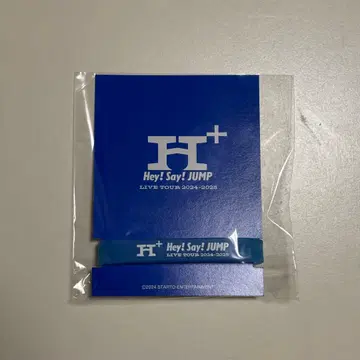 H+
Hey! Say! JUMP
LIVE TOUR 2024-2025
H+ Hey! Say! JUMP
LIVE TOUR 2024-2025
©2024 STARTO ENTERTAINMENT